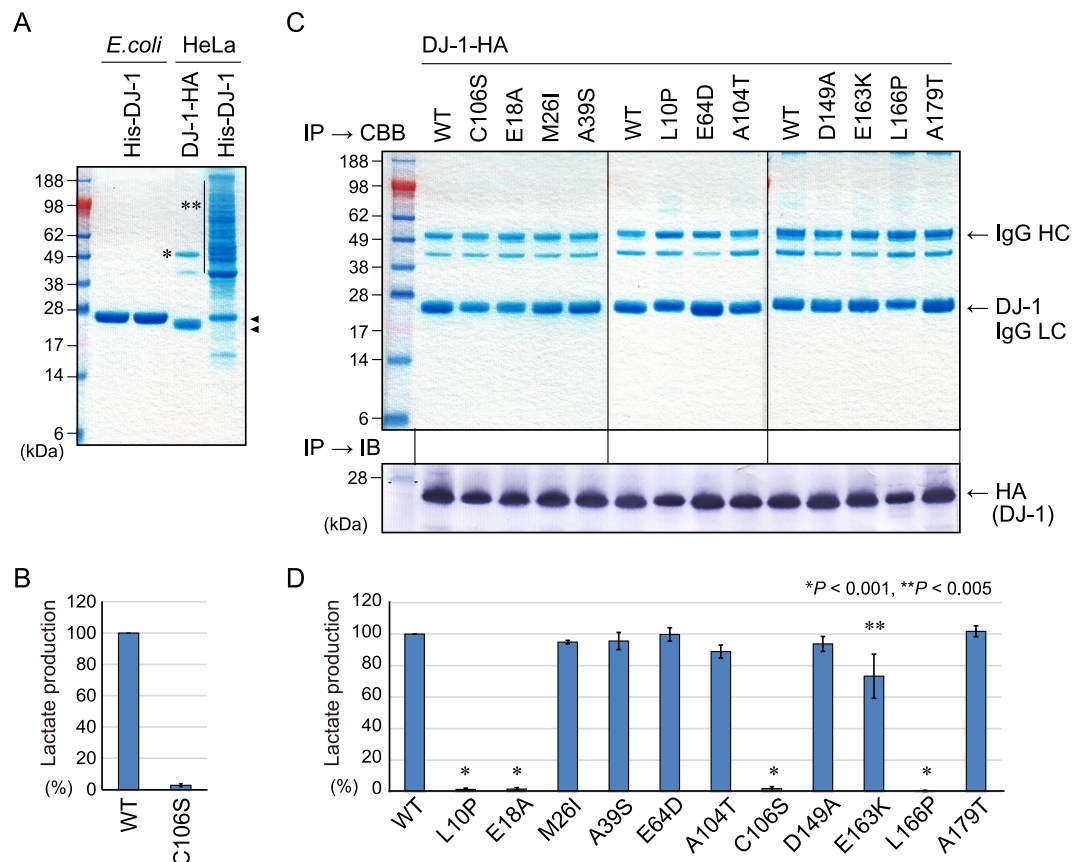 A
E.coli HeLa
His-DJ-1
DJ-1-HA
His-DJ-1
188
98
62
49
38
28
17
14
6
(kDa)
**
*
C
DJ-1-HA
IP → CBB
WT
C106S
E18A
M26I
A39S
WT
L10P
E64D
A104T
WT
D149A
E163K
L166P
A179T
188
98
62
49
38
28
17
14
6
← IgG HC
← DJ-1
IgG LC
IP → IB
28
(kDa)
← HA
(DJ-1)
B
Lactate production
(%)
120
100
80
60
40
20
0
WT
C106S
D
*P < 0.001, **P < 0.005
Lactate production
(%)
120
100
80
60
40
20
0
*
*
*
**
*
WT
L10P
E18A
M26I
A39S
E64D
A104T
C106S
D149A
E163K
L166P
A179T